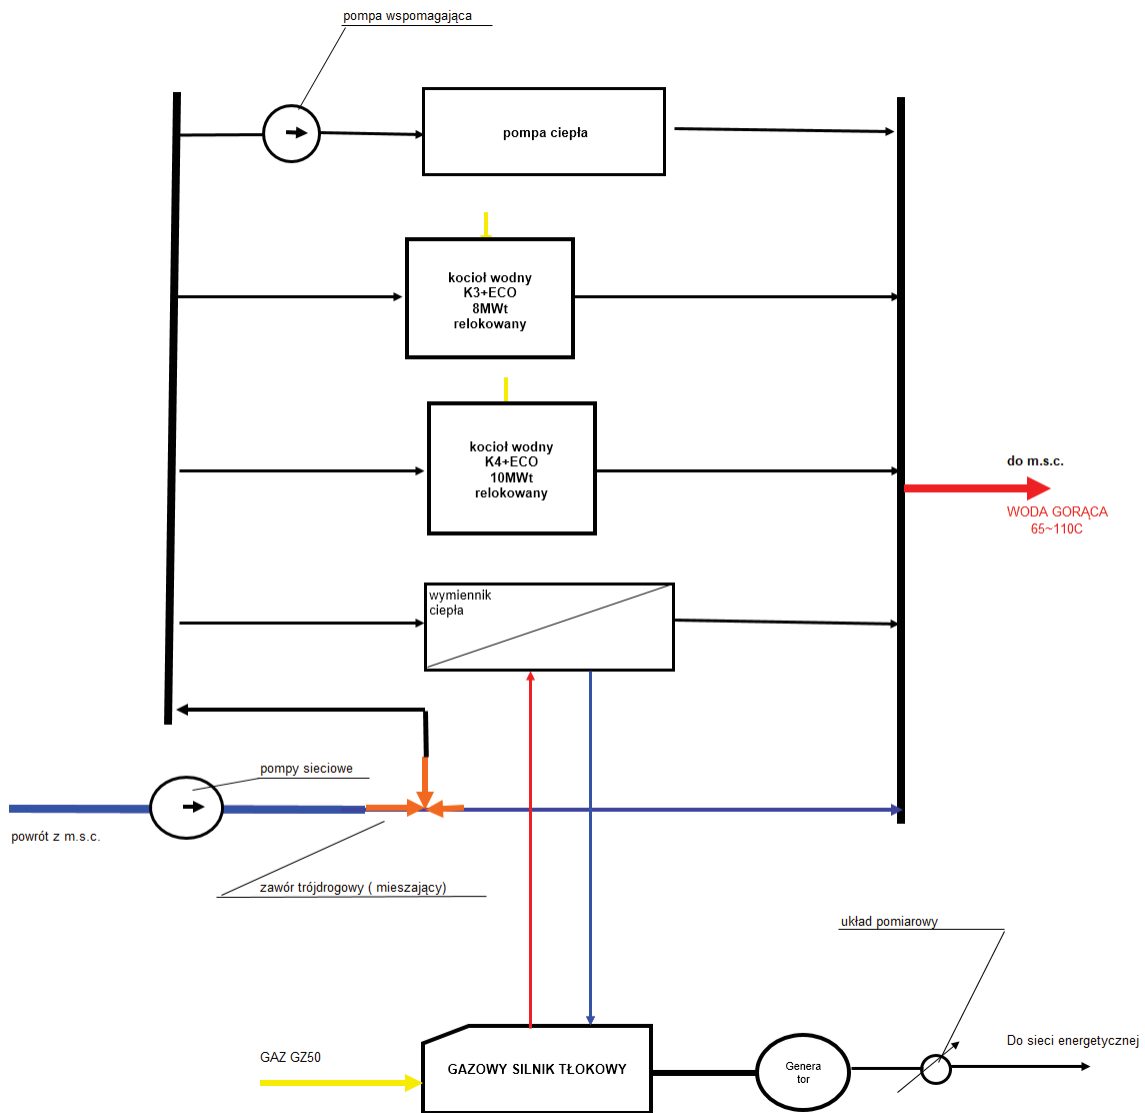 pompa wspomagająca
pompa ciepła
kocioł wodny
K3+ECO
8MWt
relokowany
kocioł wodny
K4+ECO
10MWt
relokowany
do m.s.c.
WODA GORĄCA
65~110C
wymiennik
ciepła
pompy sieciowe
powrót z m.s.c.
zawór trójdrogowy ( mieszający)
układ pomiarowy
GAZ GZ50
GAZOWY SILNIK TŁOKOWY
Genera
tor
Do sieci energetycznej